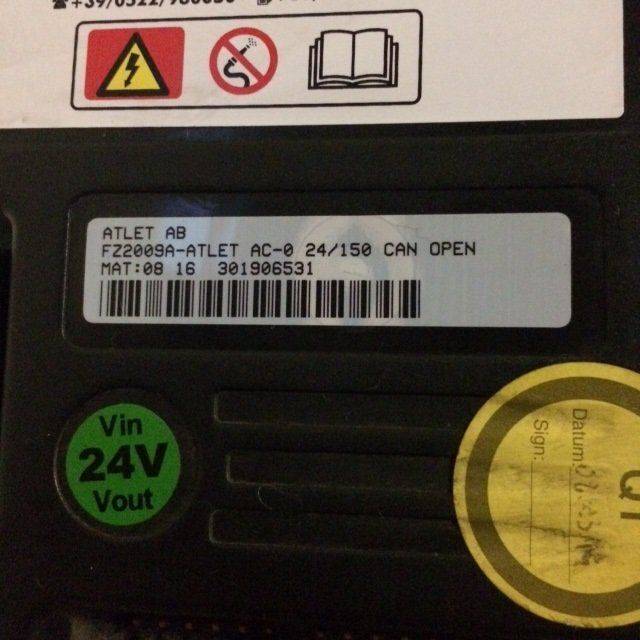 ATLET AB
FZ2009A-ATLET AC-0 24/150 CAN OPEN
MAT:08 16 301906531
Vin
24V
Vout
Datum:
Sign.: